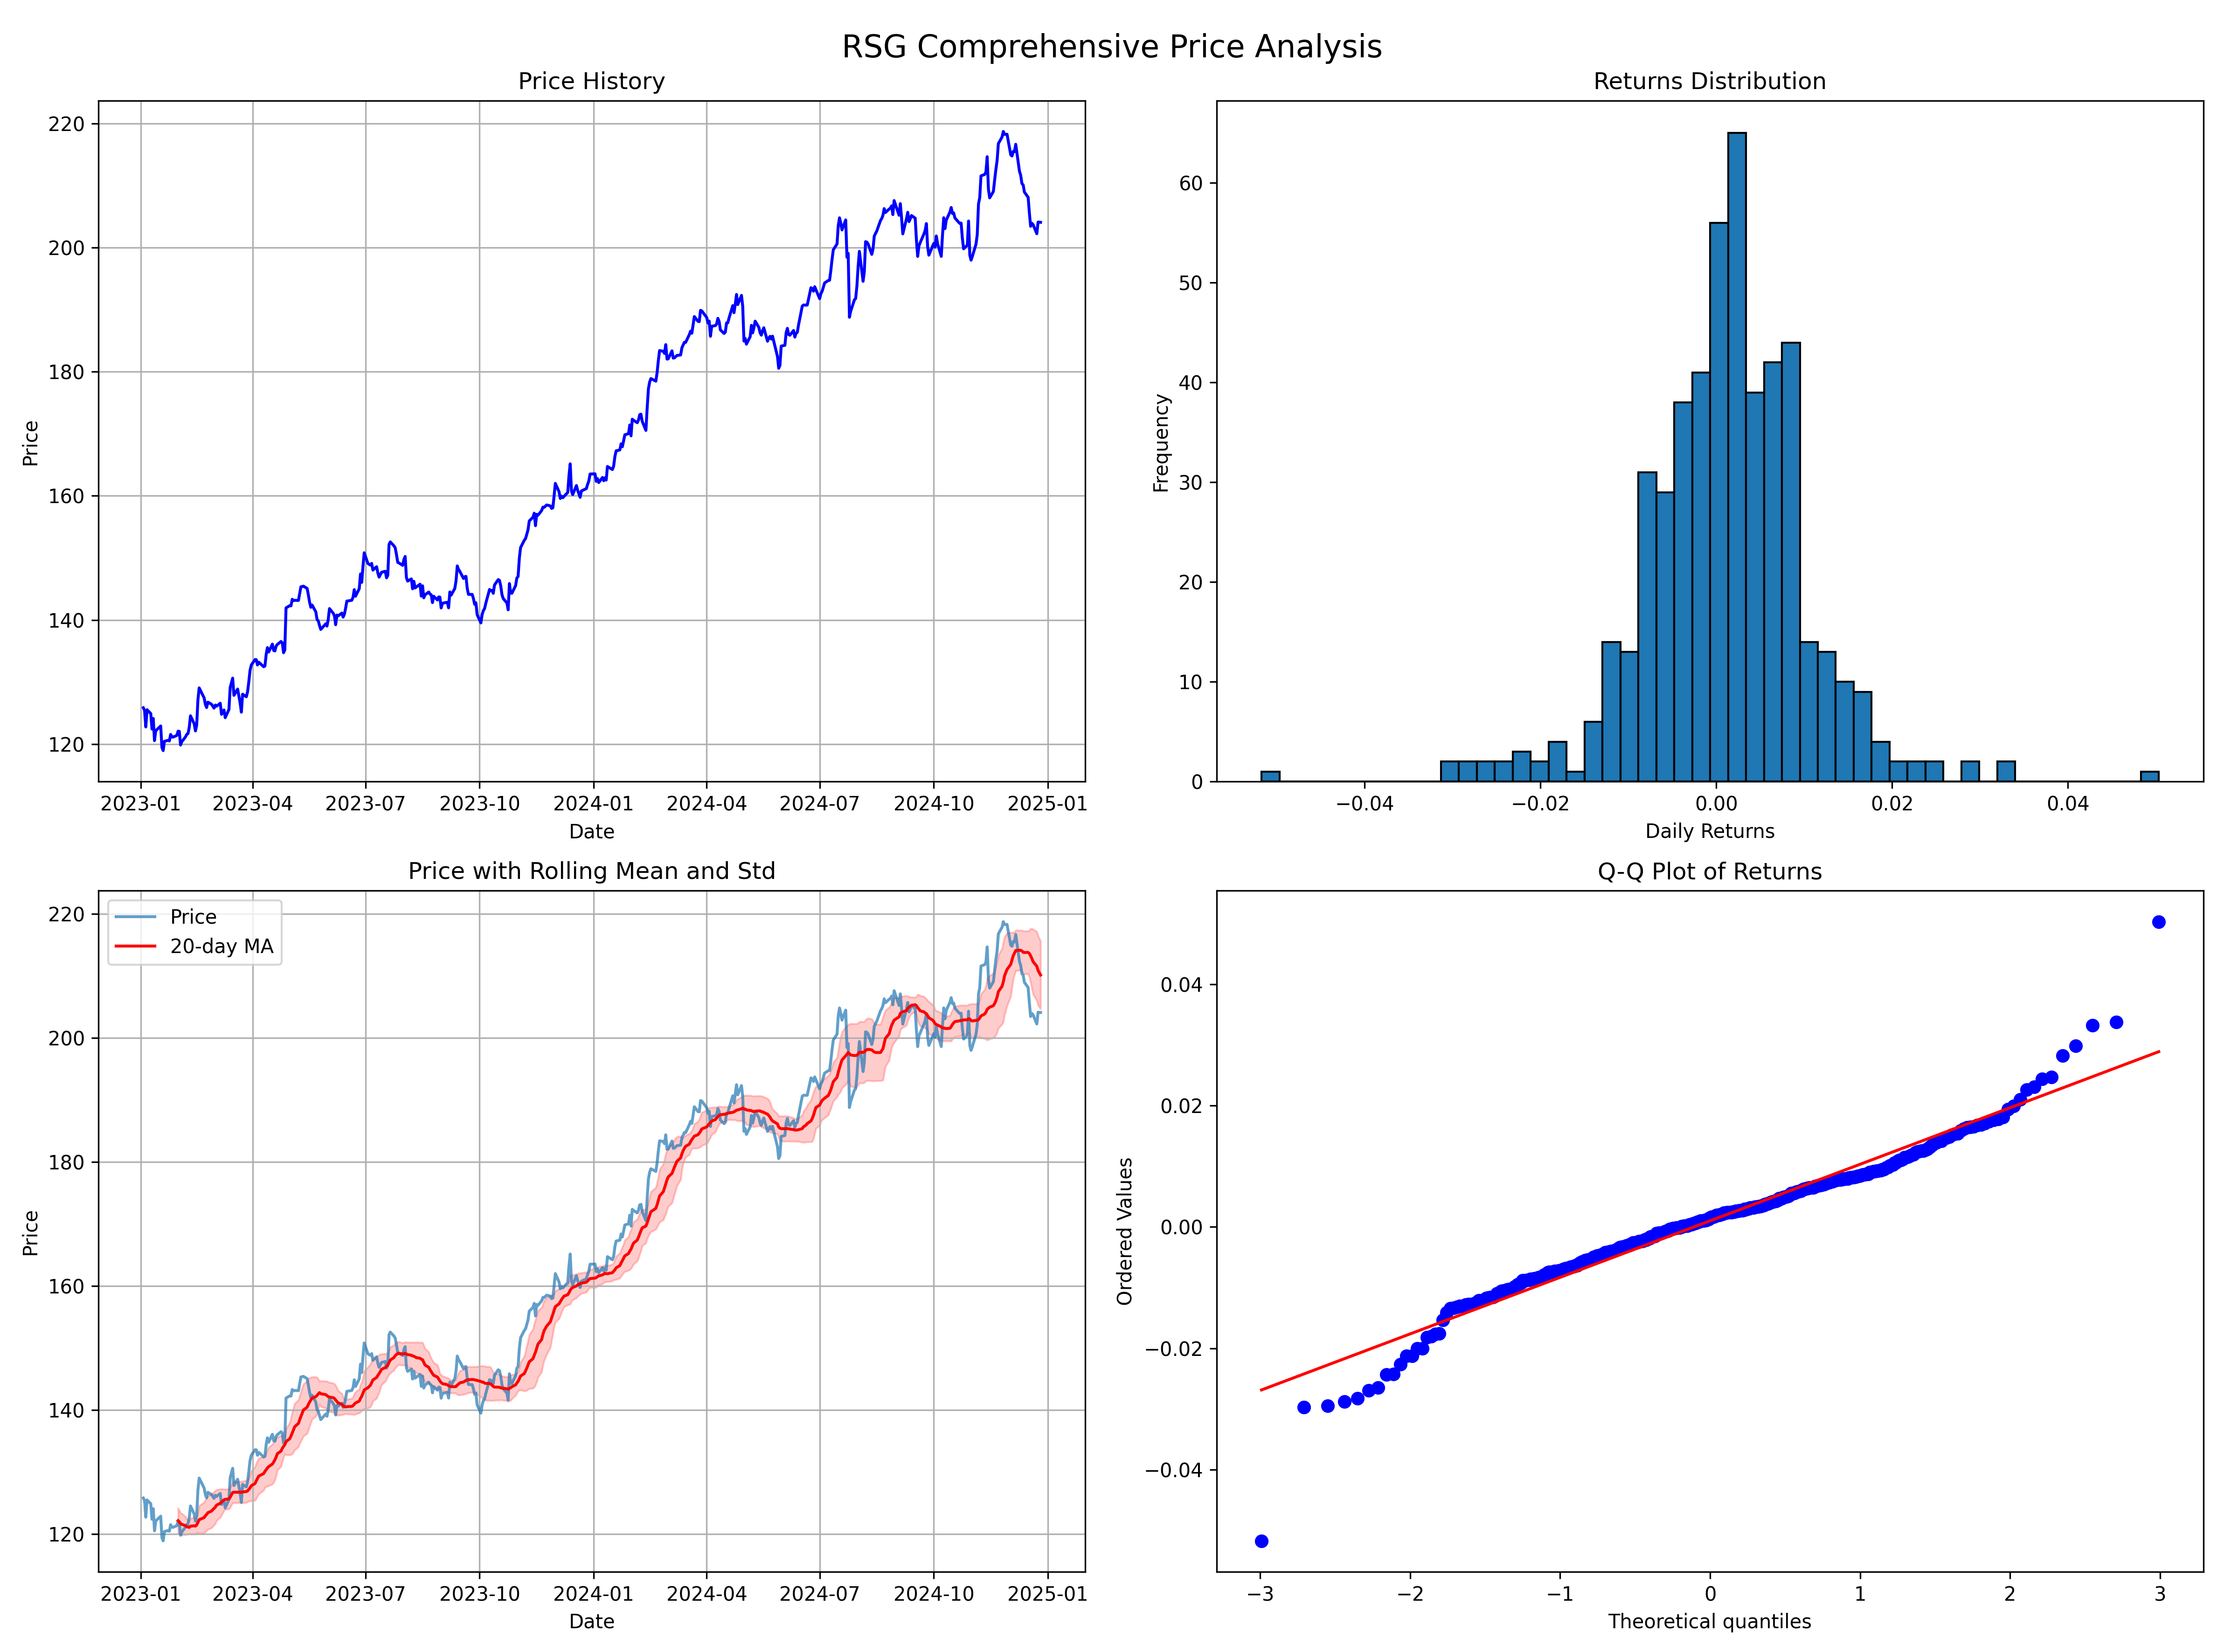 RSG Comprehensive Price Analysis
Price History
220
200
180
160
140
120
Price
2023-01 2023-04 2023-07 2023-10 2024-01 2024-04 2024-07 2024-10 2025-01
Date
Returns Distribution
60
50
40
30
20
10
0
Frequency
−0.04 −0.02 0.00 0.02 0.04
Daily Returns
Price with Rolling Mean and Std
Price
20-day MA
220
200
180
160
140
120
Price
2023-01 2023-04 2023-07 2023-10 2024-01 2024-04 2024-07 2024-10 2025-01
Date
Q-Q Plot of Returns
0.04
0.02
0.00
−0.02
−0.04
Ordered Values
−3 −2 −1 0 1 2 3
Theoretical quantiles